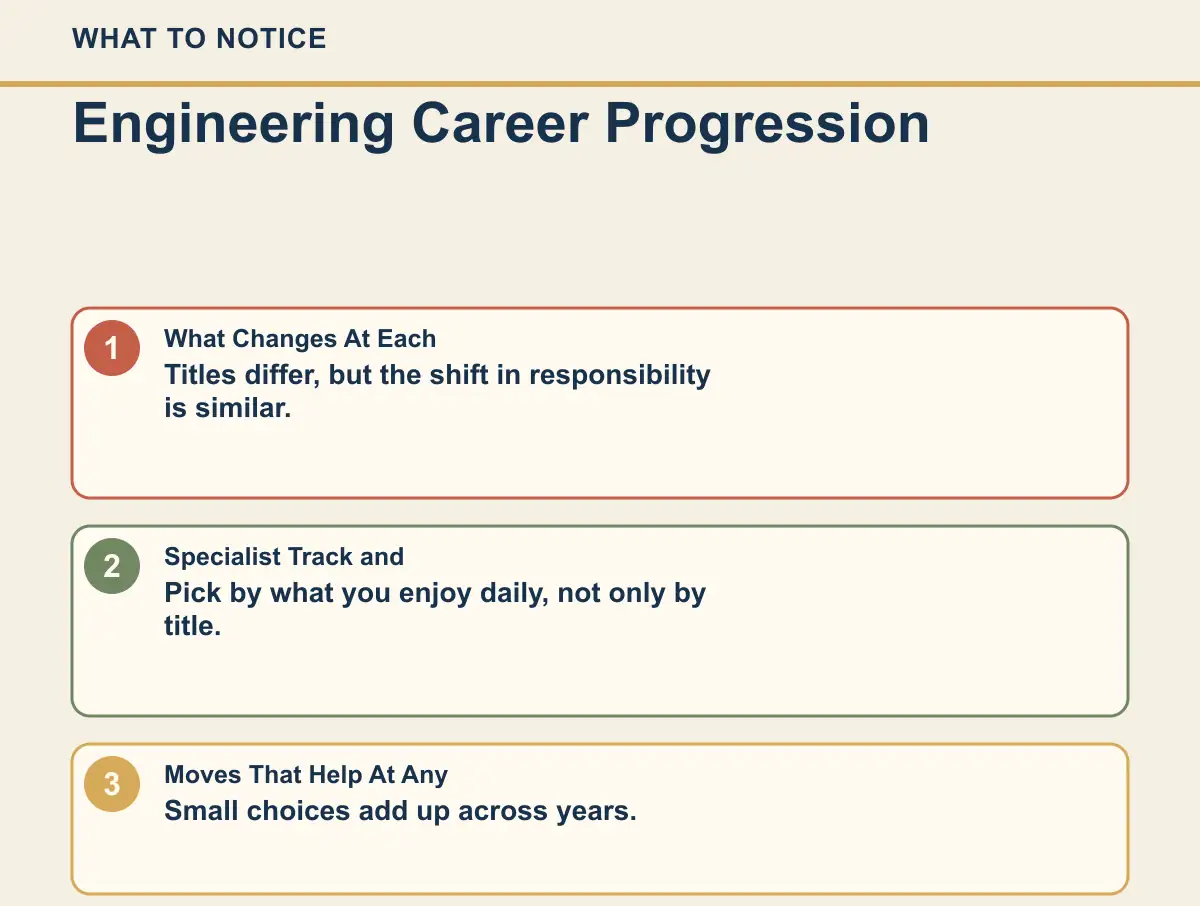 WHAT TO NOTICE
Engineering Career Progression
1
What Changes At Each
Titles differ, but the shift in responsibility
is similar.
2
Specialist Track and
Pick by what you enjoy daily, not only by
title.
3
Moves That Help At Any
Small choices add up across years.